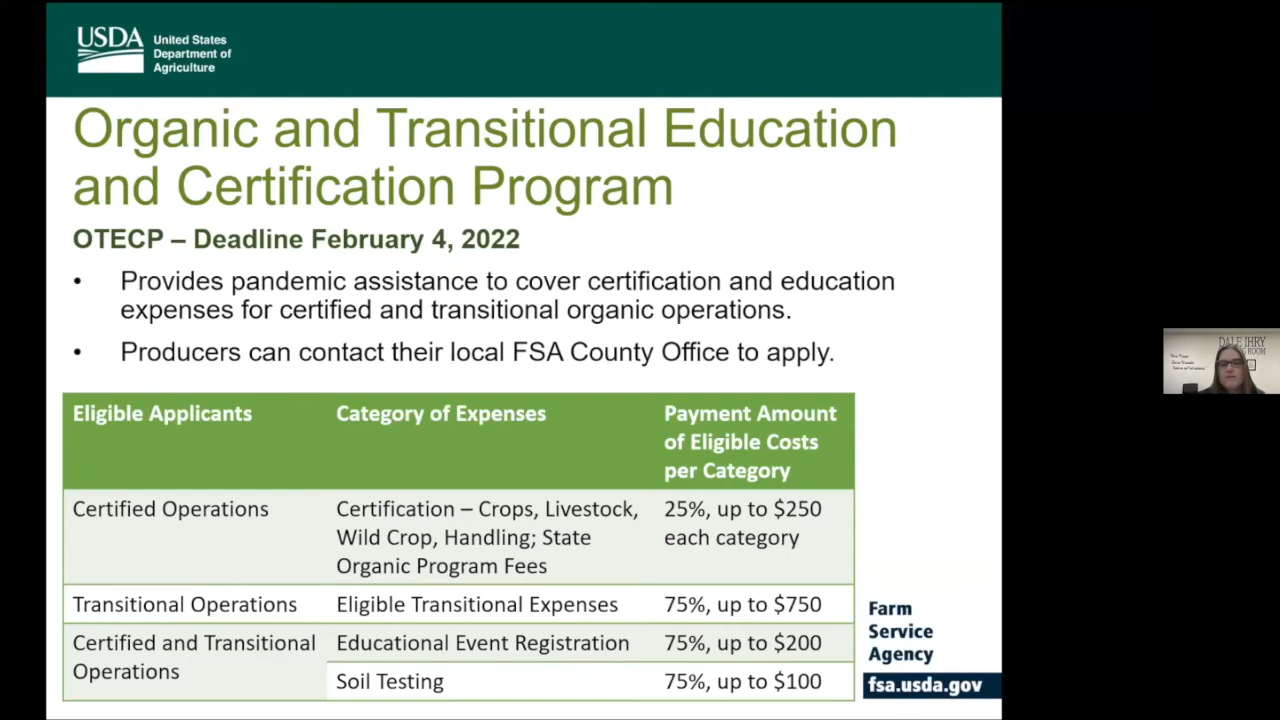 USDA
United States
Department of
Agriculture
Organic and Transitional Education
and Certification Program
OTECP – Deadline February 4, 2022
• Provides pandemic assistance to cover certification and education
expenses for certified and transitional organic operations.
• Producers can contact their local FSA County Office to apply.
Eligible Applicants
Category of Expenses
Payment Amount
of Eligible Costs
per Category
Certified Operations
Certification – Crops, Livestock,
Wild Crop, Handling; State
Organic Program Fees
25%, up to $250
each category
Transitional Operations
Eligible Transitional Expenses
75%, up to $750
Certified and Transitional
Operations
Educational Event Registration
75%, up to $200
Soil Testing
75%, up to $100
Farm
Service
Agency
fsa.usda.gov
DALE IHRY
ROOM